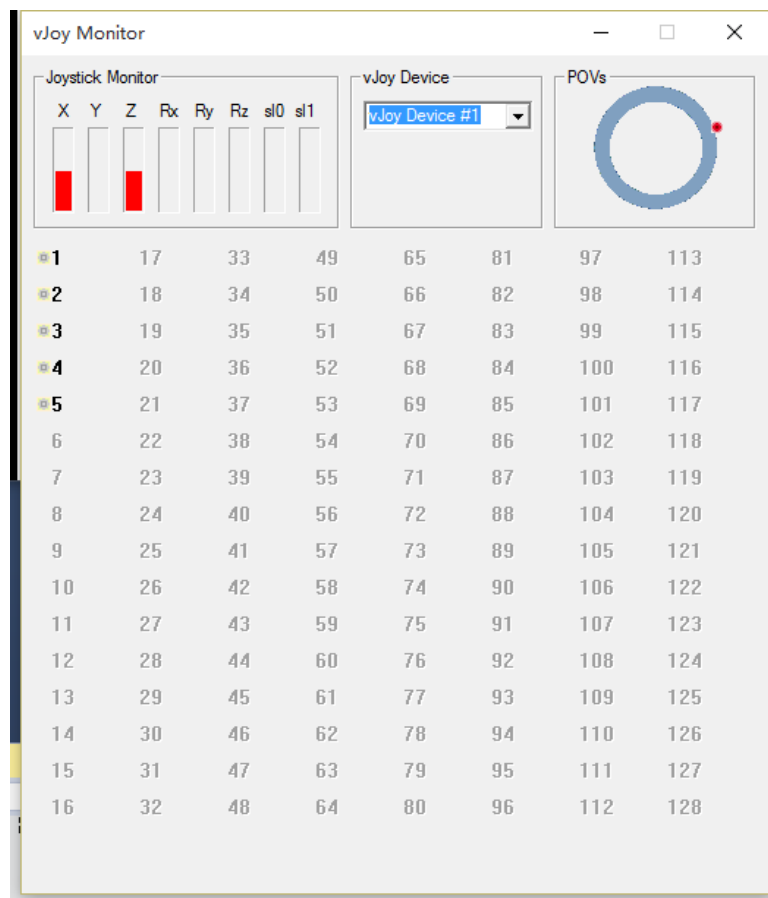 vJoy Monitor
Joystick Monitor
vJoy Device
POVs
X Y Z Rx Ry Rz sl0 sl1
vJoy Device #1
1 17 33 49 65 81 97 113
2 18 34 50 66 82 98 114
3 19 35 51 67 83 99 115
4 20 36 52 68 84 100 116
5 21 37 53 69 85 101 117
6 22 38 54 70 86 102 118
7 23 39 55 71 87 103 119
8 24 40 56 72 88 104 120
9 25 41 57 73 89 105 121
10 26 42 58 74 90 106 122
11 27 43 59 75 91 107 123
12 28 44 60 76 92 108 124
13 29 45 61 77 93 109 125
14 30 46 62 78 94 110 126
15 31 47 63 79 95 111 127
16 32 48 64 80 96 112 128